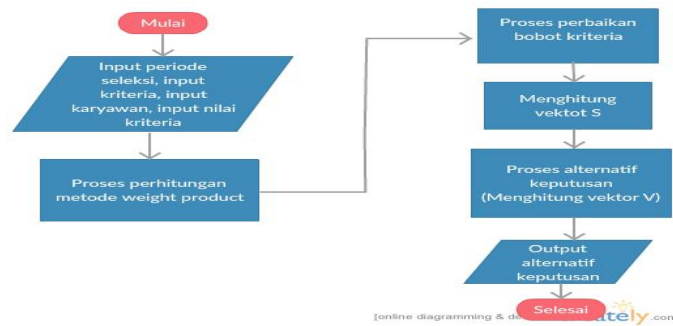 Mulai
Input periode
seleksi, input
kriteria, input
karyawan, input nilai
kriteria
Proses perhitungan
metode weight product
Proses perbaikan
bobot kriteria
Menghitung
vektot S
Proses alternatif
keputusan
(Menghitung vektor V)
Output
alternatif
keputusan
Selesai
[online diagramming & de ately.com